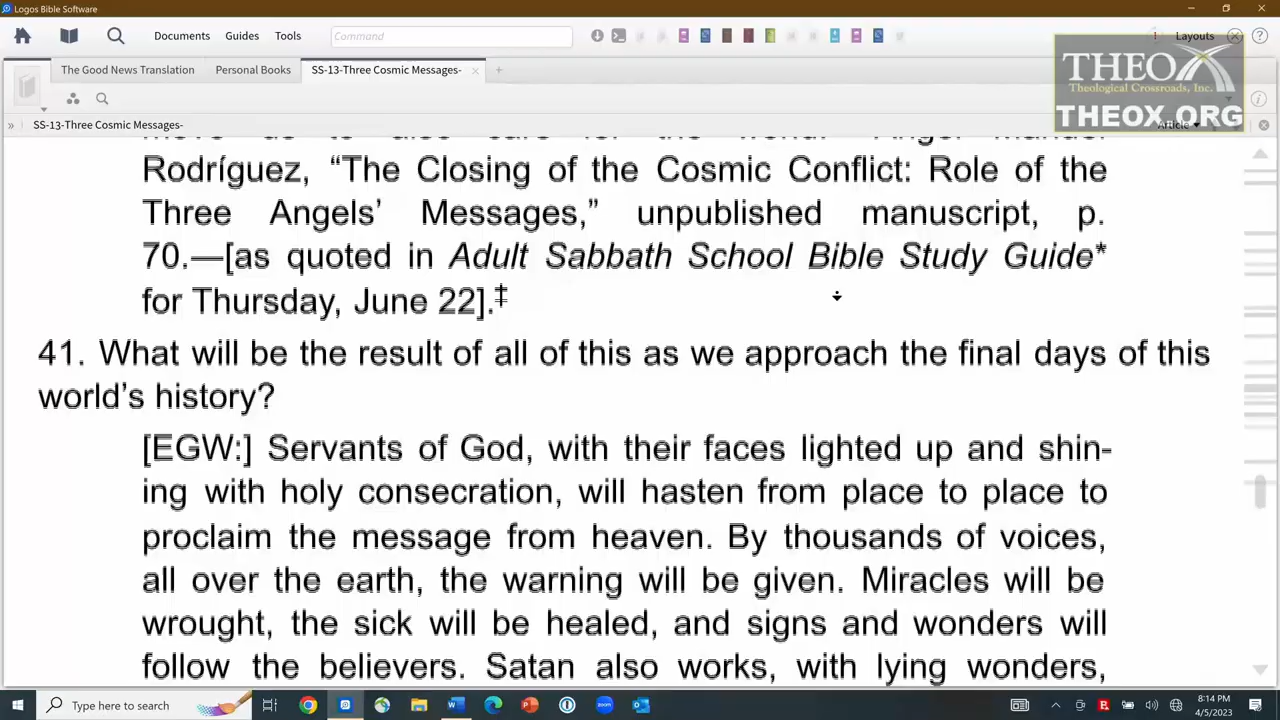 Logos Bible Software
Documents Guides Tools Command Layouts
The Good News Translation Personal Books SS-13-Three Cosmic Messages-
THEOX
Theological Crossroads, Inc.
THEOX.ORG
» SS-13-Three Cosmic Messages- Article
Rodríguez, “The Closing of the Cosmic Conflict: Role of the
Three Angels’ Messages,” unpublished manuscript, p.
70.—[as quoted in Adult Sabbath School Bible Study Guide*
for Thursday, June 22].‡
41. What will be the result of all of this as we approach the final days of this
world’s history?
[EGW:] Servants of God, with their faces lighted up and shin-
ing with holy consecration, will hasten from place to place to
proclaim the message from heaven. By thousands of voices,
all over the earth, the warning will be given. Miracles will be
wrought, the sick will be healed, and signs and wonders will
follow the believers. Satan also works, with lying wonders,
Type here to search
8:14 PM
4/5/2023